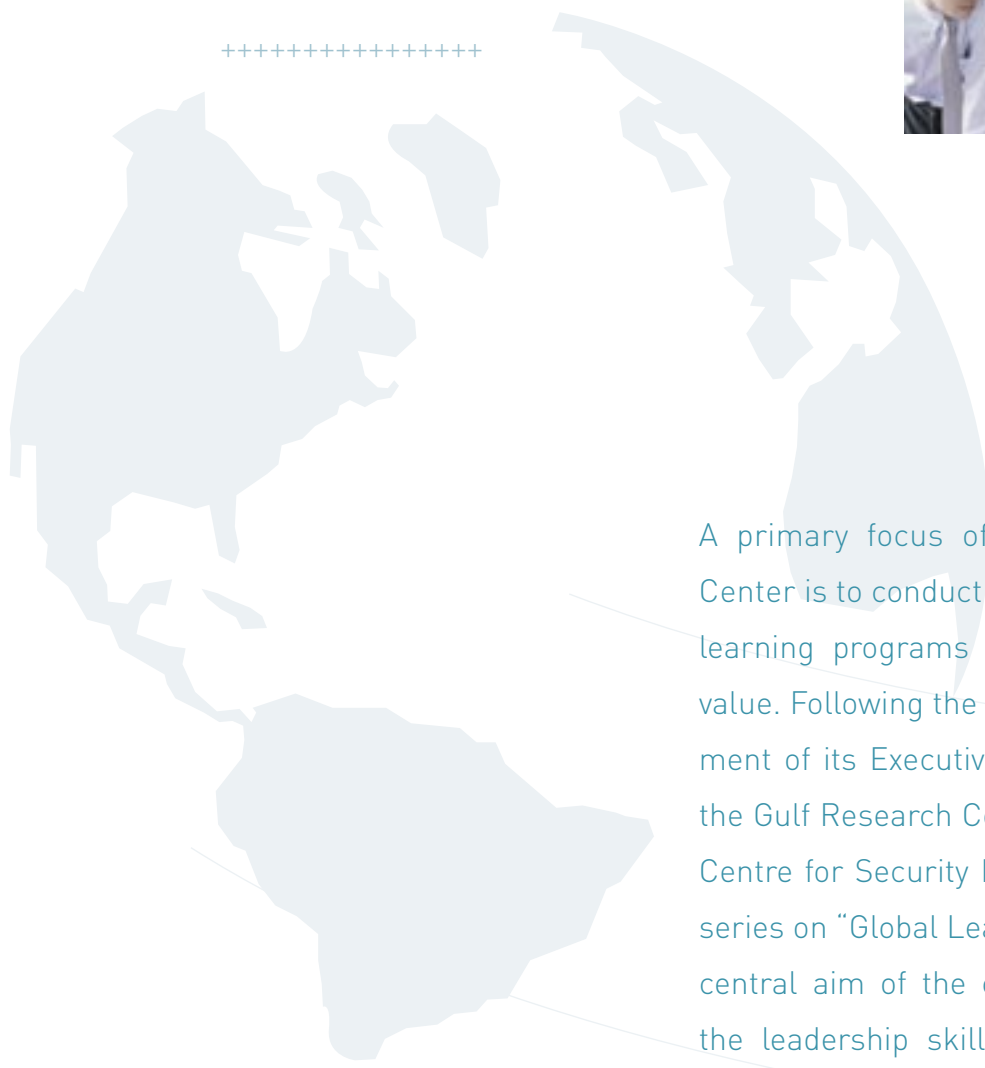 +++++++++++++++
A primary focus of
Center is to conduct
learning programs
value. Following the
ment of its Executiv
the Gulf Research C
Centre for Security
series on “Global Lea
central aim of the
the leadership skill